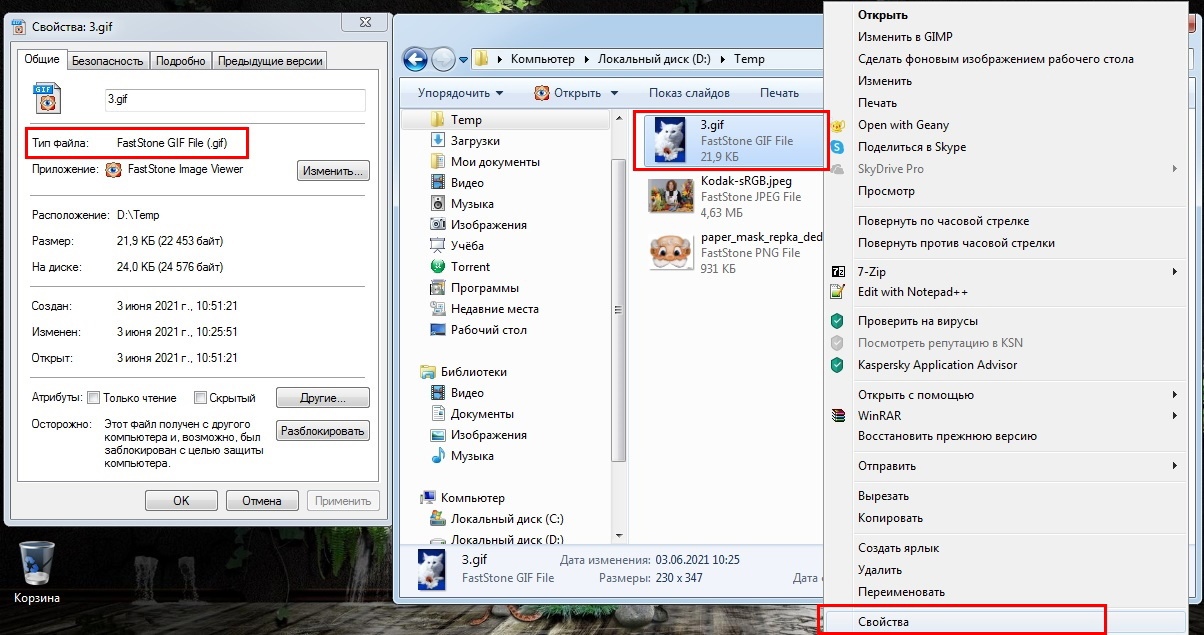 Свойства: 3.gif
Общие
Безопасность
Подробно
Предыдущие версии
GIF
3.gif
Тип файла: FastStone GIF File (.gif)
Приложение: FastStone Image Viewer
Изменить...
Расположение: D:\Temp
Размер: 21,9 КБ (22 453 байт)
На диске: 24,0 КБ (24 576 байт)
Создан: 3 июня 2021 г., 10:51:21
Изменен: 3 июня 2021 г., 10:25:51
Открыт: 3 июня 2021 г., 10:51:21
Атрибуты: Только чтение Скрытый Другие...
Осторожно: Этот файл получен с другого
компьютера и, возможно, был
заблокирован с целью защиты
компьютера.
Разблокировать
OK
Отмена
Применить
Корзина
Компьютер
Локальный диск (D:)
Temp
Упорядочить
Открыть
Показ слайдов
Печать
Temp
Загрузки
Мои документы
Видео
Музыка
Изображения
Учёба
Torrent
Программы
Недавние места
Рабочий стол
Библиотеки
Видео
Документы
Изображения
Музыка
Компьютер
Локальный диск (C:)
Локальный диск (D:)
3.gif
FastStone GIF File
21,9 КБ
Kodak-sRGB.jpeg
FastStone JPEG File
4,63 МБ
paper_mask_repka_ded
FastStone PNG File
931 КБ
3.gif Дата изменения: 03.06.2021 10:25
FastStone GIF File Размеры: 230 x 347 Дата
Открыть
Изменить в GIMP
Сделать фоновым изображением рабочего стола
Изменить
Печать
Open with Geany
Поделиться в Skype
SkyDrive Pro
Просмотр
Повернуть по часовой стрелке
Повернуть против часовой стрелки
7-Zip
Edit with Notepad++
Проверить на вирусы
Посмотреть репутацию в KSN
Kaspersky Application Advisor
Открыть с помощью
WinRAR
Восстановить прежнюю версию
Отправить
Вырезать
Копировать
Создать ярлык
Удалить
Переименовать
Свойства